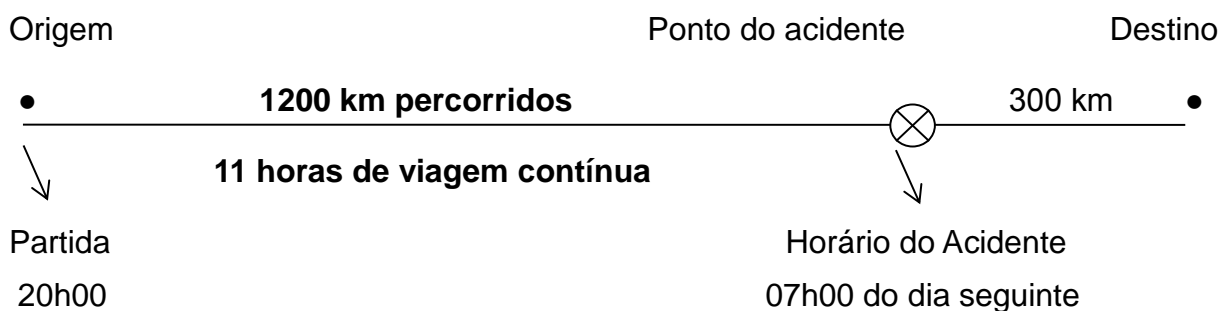 Origem Ponto do acidente Destino
1200 km percorridos 300 km
11 horas de viagem contínua
Partida Horário do Acidente
20h00 07h00 do dia seguinte